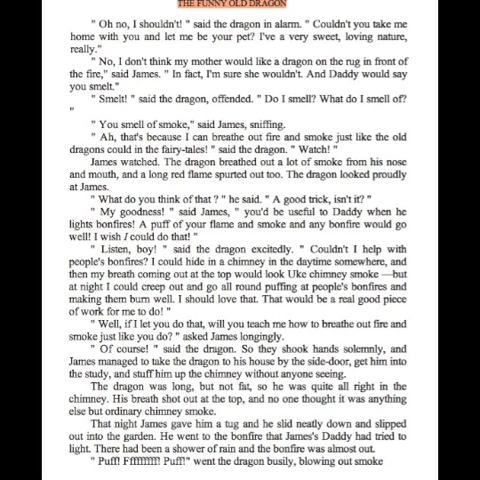 THE FUNNY OLD DRAGON
" Oh no, I shouldn't! " said the dragon in alarm. " Couldn't you take me
home with you and let me be your pet? I've a very sweet, loving nature,
really."
" No, I don't think my mother would like a dragon on the rug in front of
the fire," said James. " In fact, I'm sure she wouldn't. And Daddy would say
you smelt."
" Smelt! " said the dragon, offended. " Do I smell? What do I smell of?
"
" You smell of smoke," said James, sniffing.
" Ah, that's because I can breathe out fire and smoke just like the old
dragons could in the fairy-tales! " said the dragon. " Watch! "
James watched. The dragon breathed out a lot of smoke from his nose
and mouth, and a long red flame spurted out too. The dragon looked proudly
at James.
" What do you think of that ? " he said. " A good trick, isn't it? "
" My goodness! " said James, " you'd be useful to Daddy when he
lights bonfires! A puff of your flame and smoke and any bonfire would go
well! I wish I could do that! "
" Listen, boy! " said the dragon excitedly. " Couldn't I help with
people's bonfires? I could hide in a chimney in the daytime somewhere, and
then my breath coming out at the top would look Uke chimney smoke —but
at night I could creep out and go all round puffing at people's bonfires and
making them burn well. I should love that. That would be a real good piece
of work for me to do! "
" Well, if I let you do that, will you teach me how to breathe out fire and
smoke just like you do? " asked James longingly.
" Of course! " said the dragon. So they shook hands solemnly, and
James managed to take the dragon to his house by the side-door, get him into
the study, and stuff him up the chimney without anyone seeing.
The dragon was long, but not fat, so he was quite all right in the
chimney. His breath shot out at the top, and no one thought it was anything
else but ordinary chimney smoke.
That night James gave him a tug and he slid neatly down and slipped
out into the garden. He went to the bonfire that James's Daddy had tried to
light. There had been a shower of rain and the bonfire was almost out.
" Puff! Fffffffff! Puff!" went the dragon busily, blowing out smoke